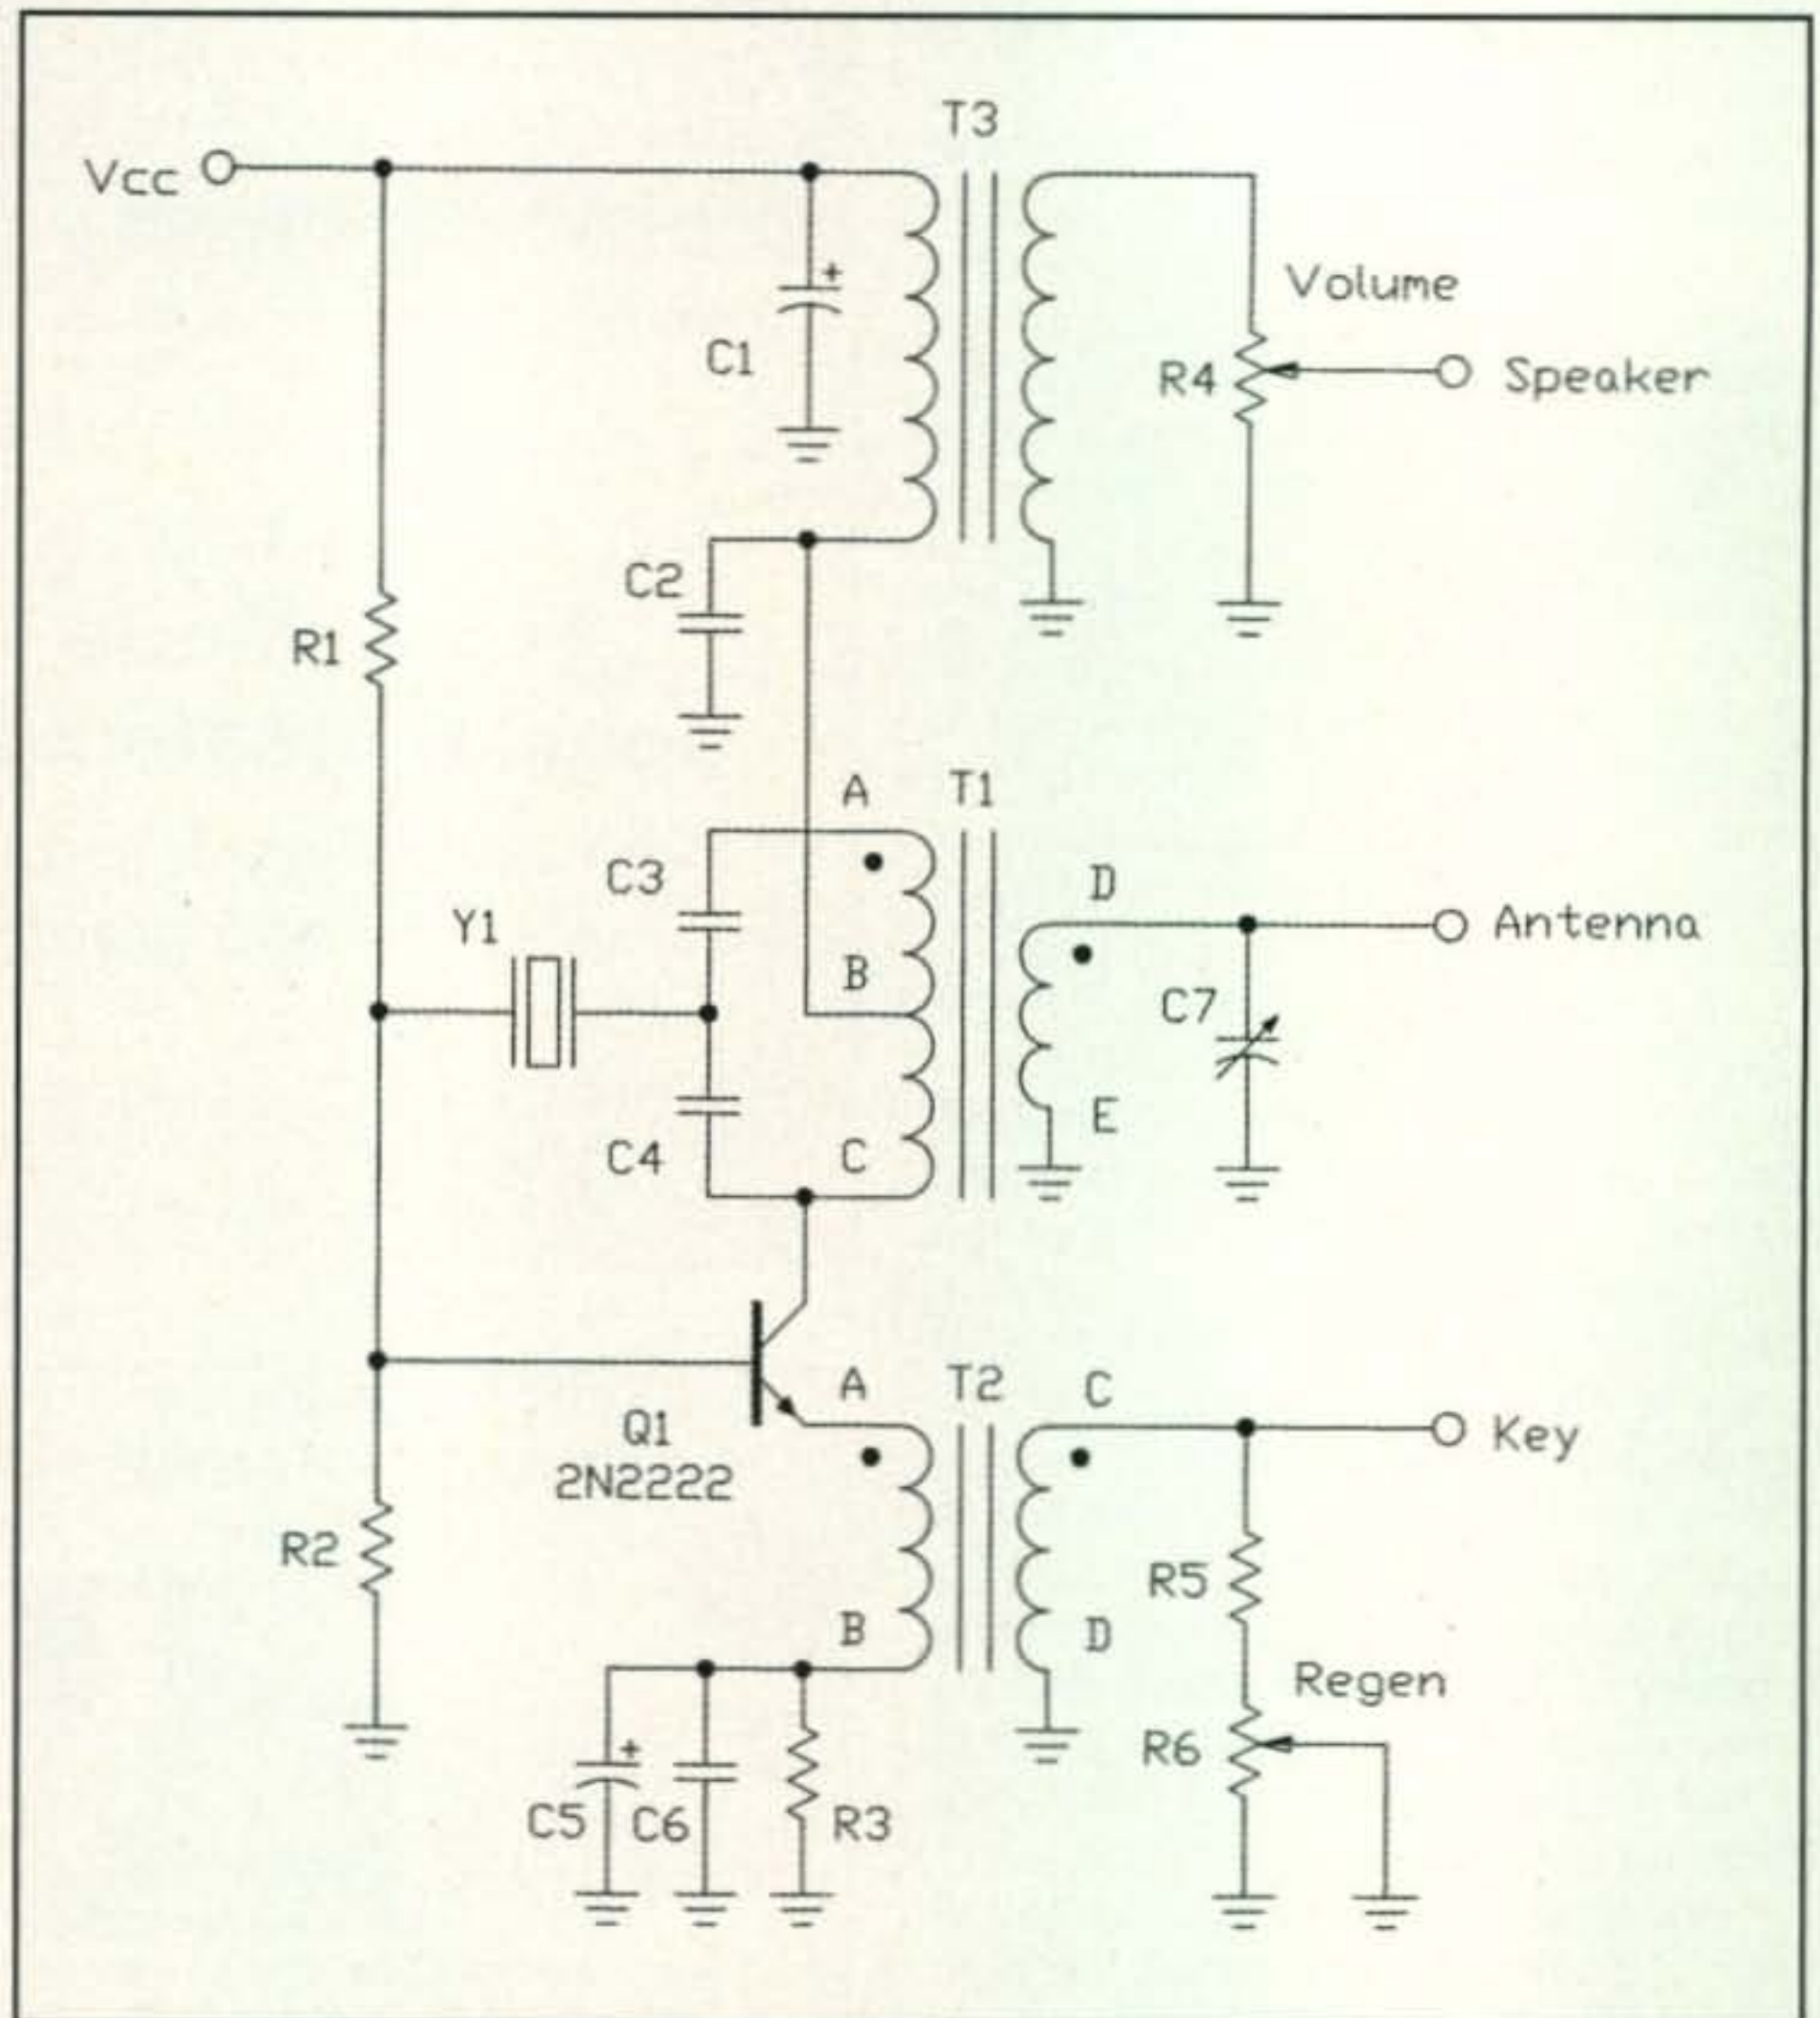 T3
Vcc
Volume
C1
R4
Speaker
C2
R1
A
T1
C3
D
Y1
Antenna
B
C7
C4
C
E
A
T2
C
Q1
2N2222
Key
R2
R5
B
D
Regen
R6
C5
C6
R3
+
+